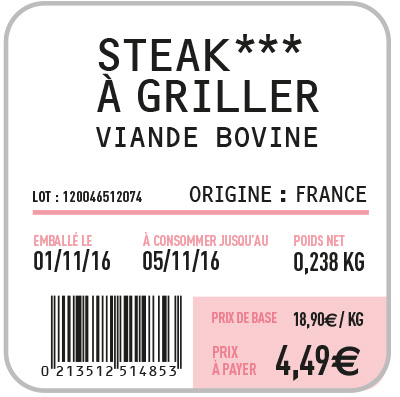 STEAK***
À GRILLER
VIANDE BOVINE
LOT : 120046512074 ORIGINE : FRANCE
EMBALLÉ LE À CONSOMMER JUSQU'AU POIDS NET
01/11/16 05/11/16 0,238 KG
PRIX DE BASE 18,90€/ KG
PRIX
À PAYER 4,49€
0 213512 514853